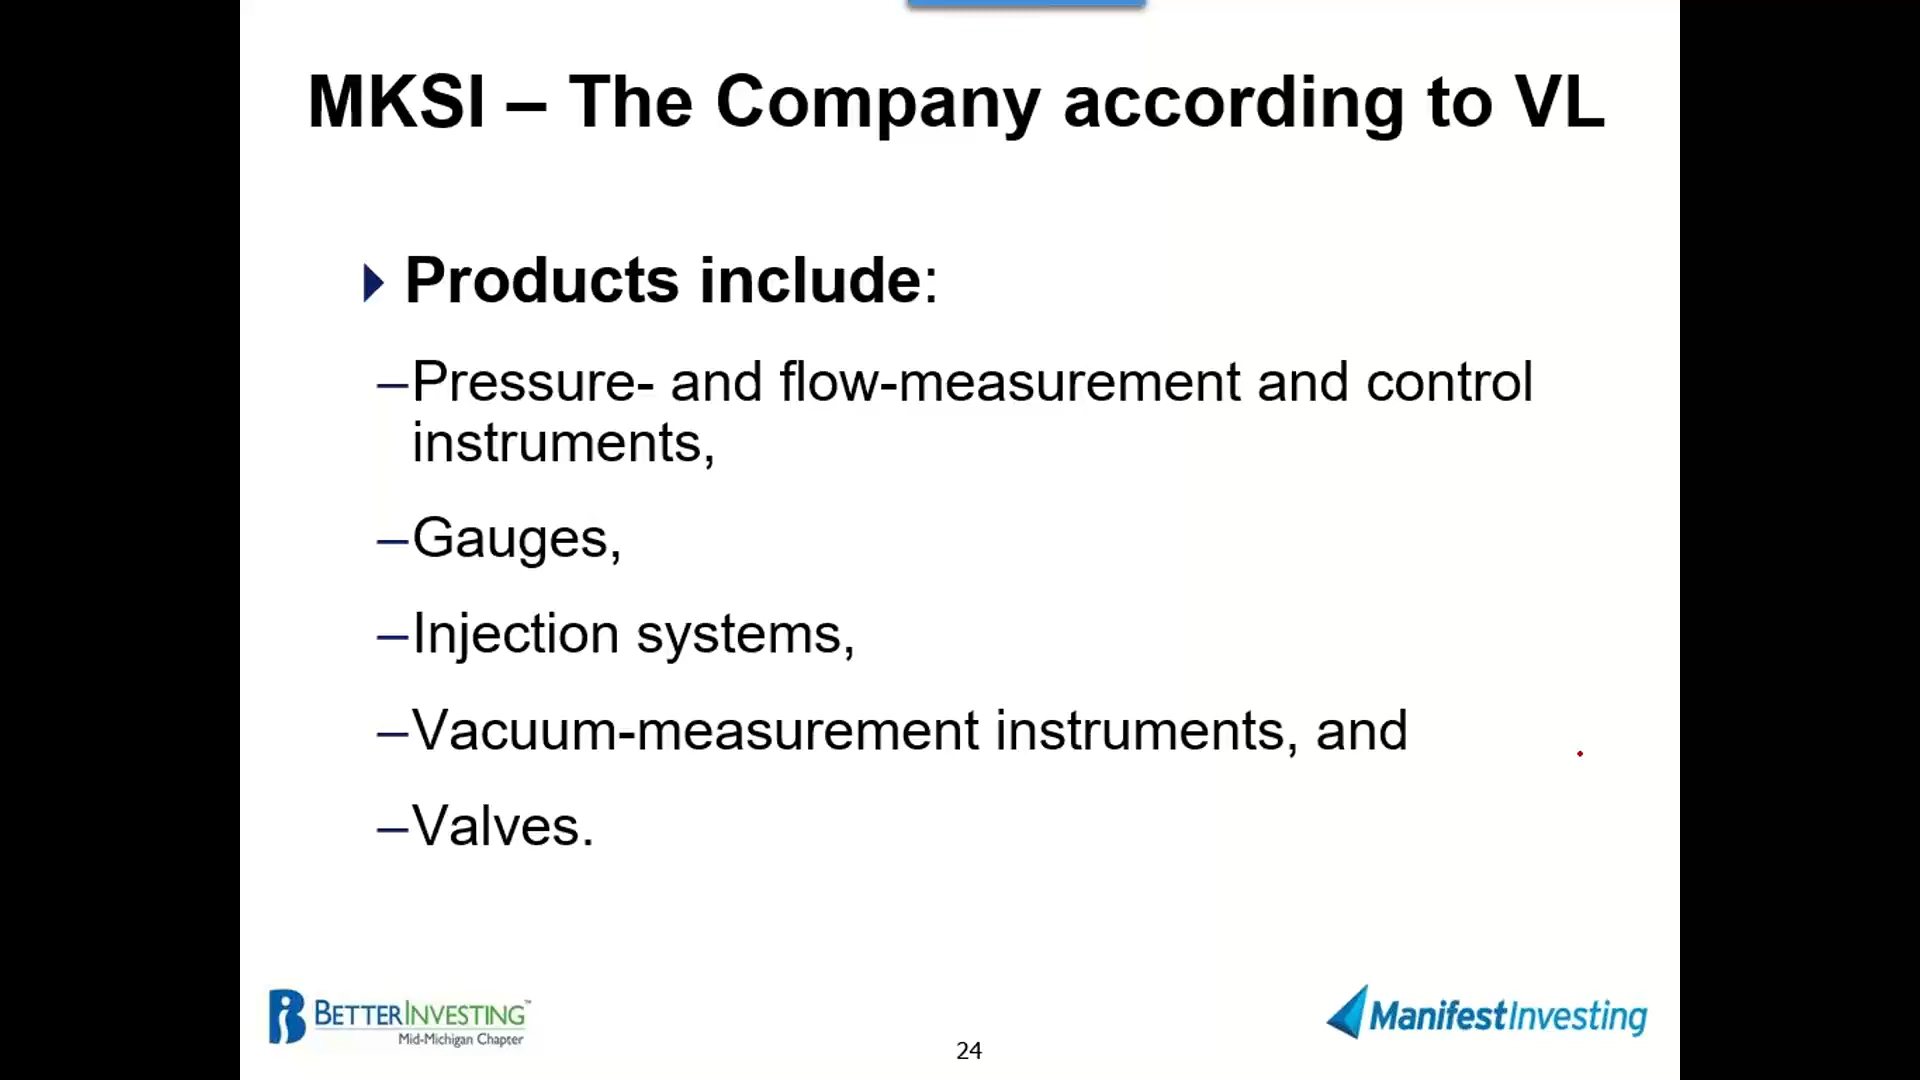 MKSI – The Company according to VL
Products include:
–Pressure- and flow-measurement and control
instruments,
–Gauges,
–Injection systems,
–Vacuum-measurement instruments, and
–Valves.
BETTERINVESTING™
Mid-Michigan Chapter
ManifestInvesting
24